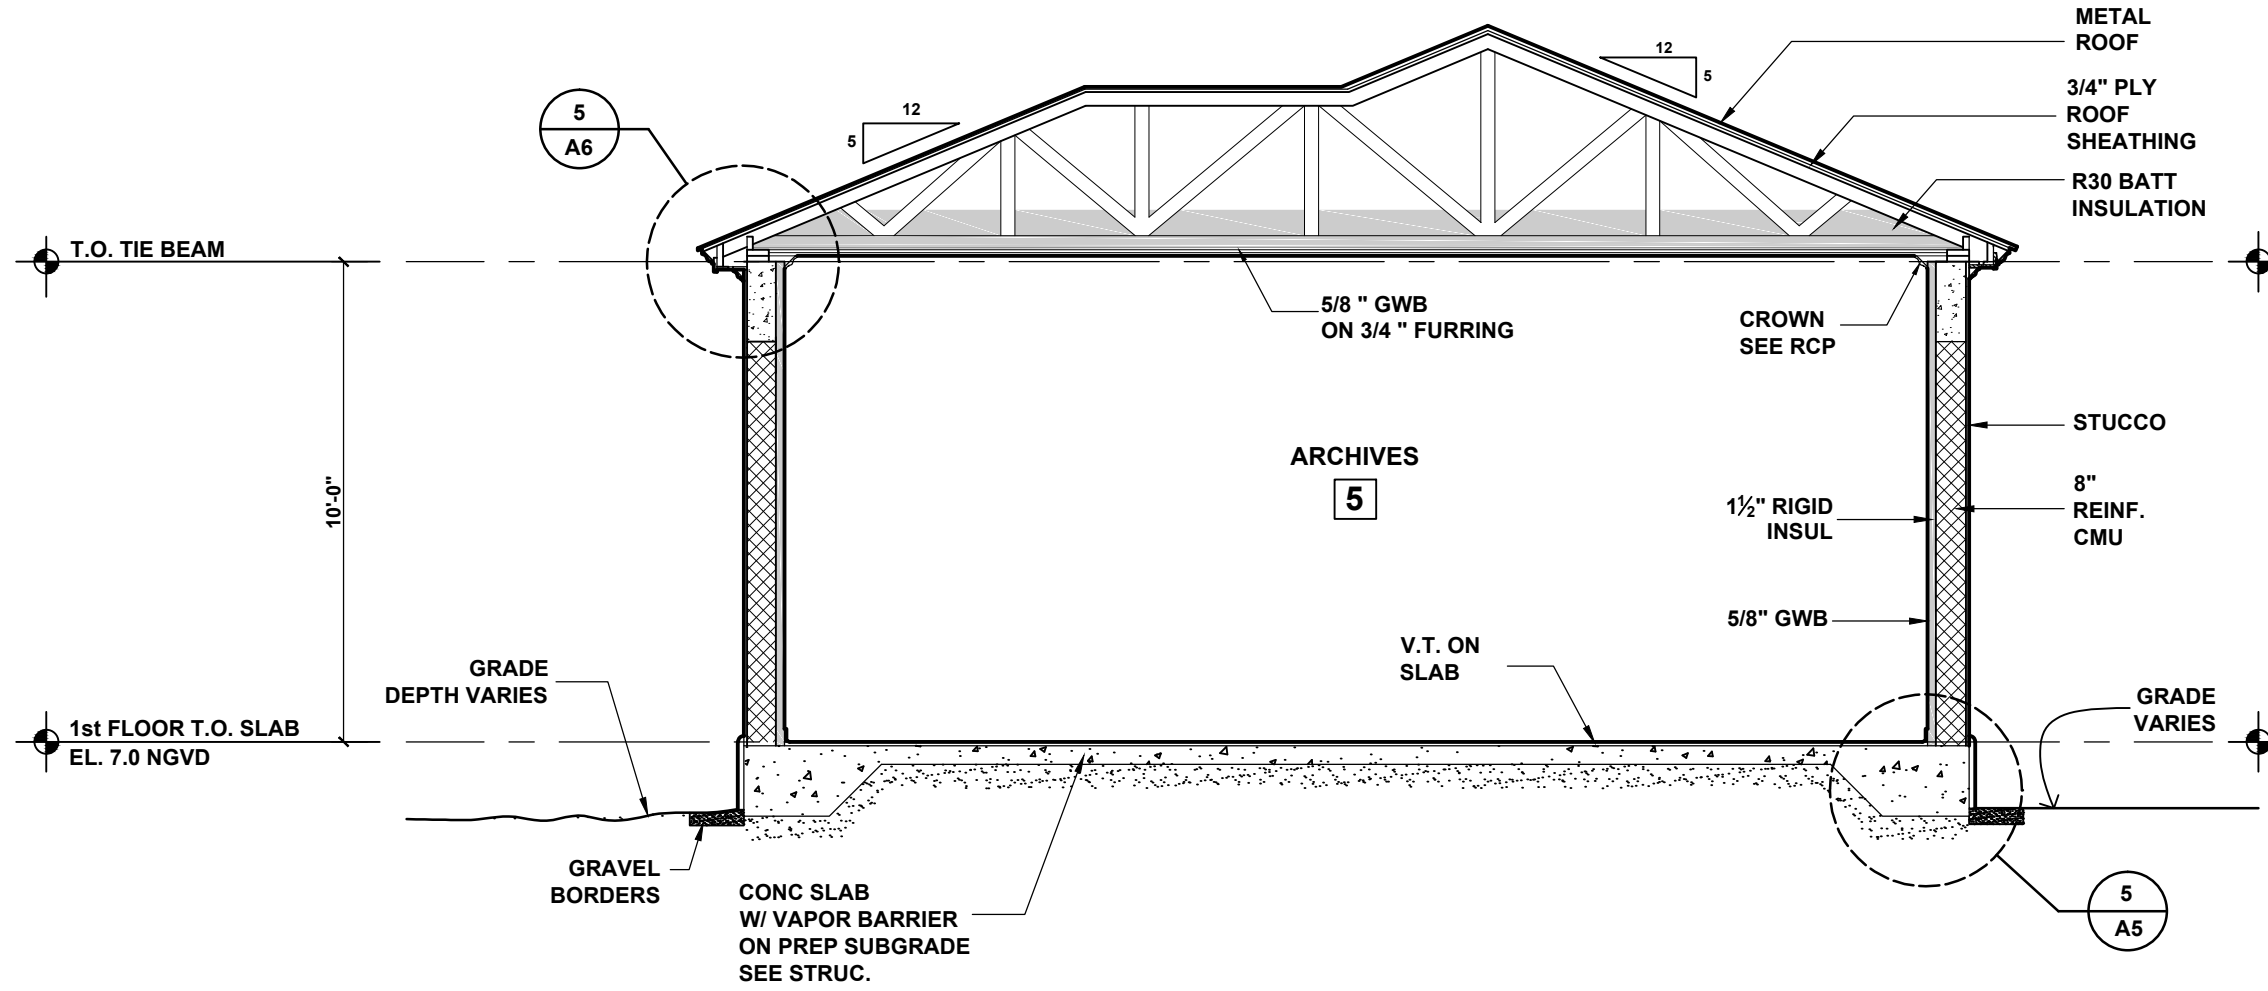 METAL
ROOF
12
5
3/4" PLY
ROOF
SHEATHING
5
A6
12
5
R30 BATT
INSULATION
T.O. TIE BEAM
5/8 " GWB
ON 3/4 " FURRING
CROWN
SEE RCP
STUCCO
ARCHIVES
5
10'-0"
1½" RIGID
INSUL
8"
REINF.
CMU
5/8" GWB
V.T. ON
SLAB
GRADE
DEPTH VARIES
GRADE
VARIES
1st FLOOR T.O. SLAB
EL. 7.0 NGVD
GRAVEL
BORDERS
CONC SLAB
W/ VAPOR BARRIER
ON PREP SUBGRADE
SEE STRUC.
5
A5